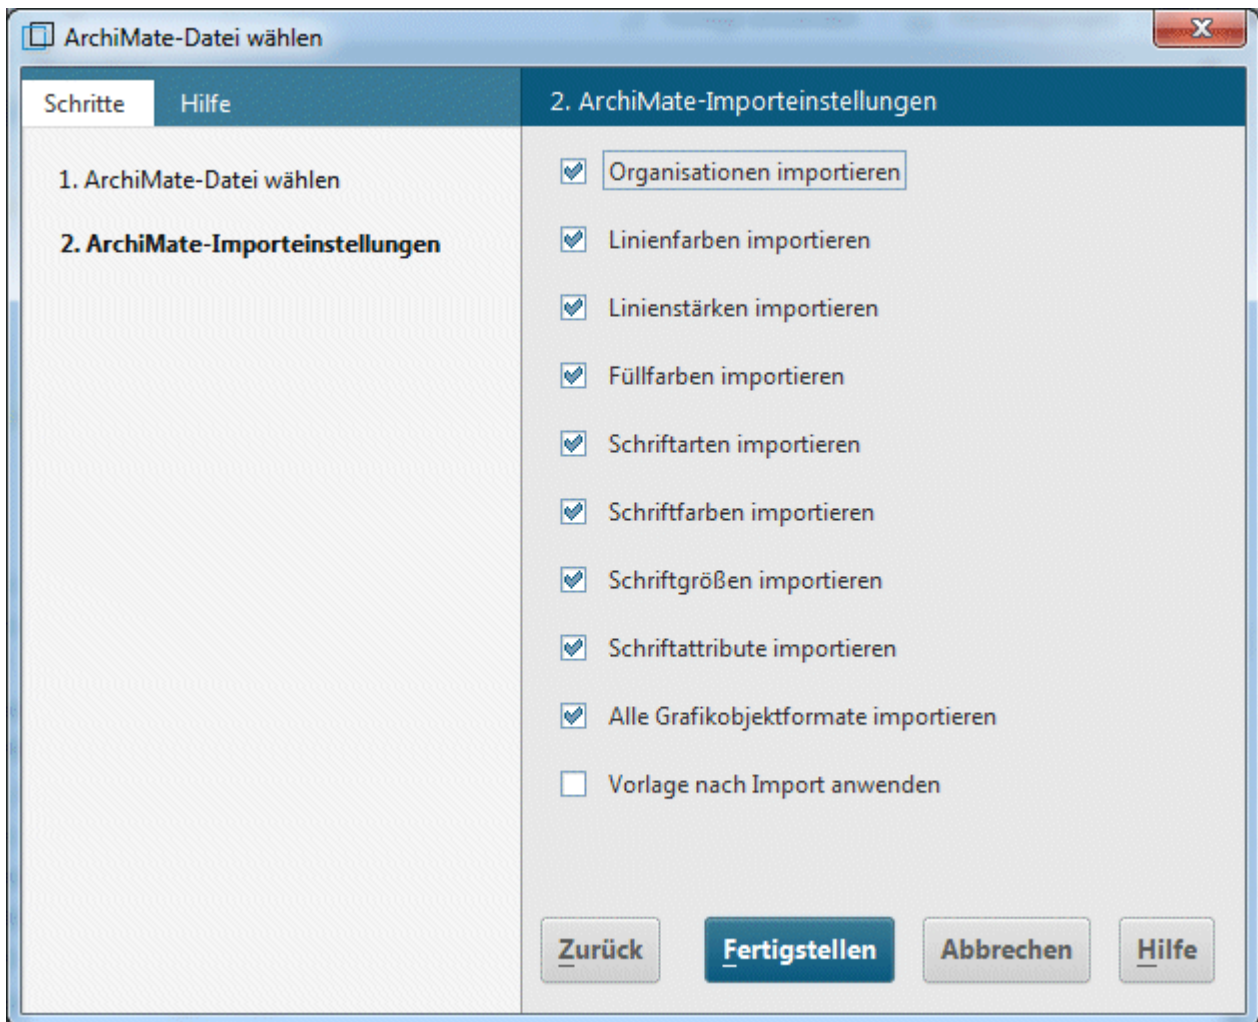 ArchiMate-Datei wählen
Schritte Hilfe
1. ArchiMate-Datei wählen
2. ArchiMate-Importeinstellungen
2. ArchiMate-Importeinstellungen
Organisationen importieren
Linienfarben importieren
Linienstärken importieren
Füllfarben importieren
Schriftarten importieren
Schriftfarben importieren
Schriftgrößen importieren
Schriftattribute importieren
Alle Grafikobjektformate importieren
Vorlage nach Import anwenden
Zurück Fertigstellen Abbrechen Hilfe